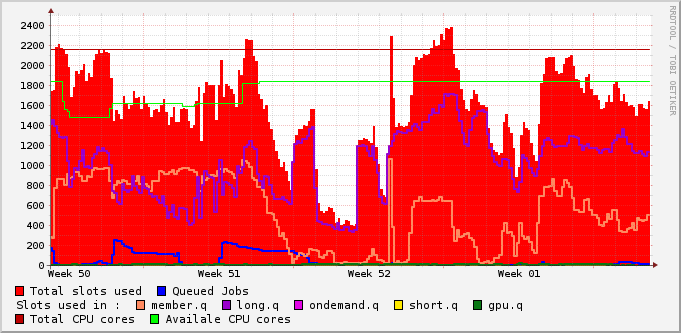 RRDTOOL / TOBI OETIKER
2400
2200
2000
1800
1600
1400
1200
1000
800
600
400
200
0
Week 50 Week 51 Week 52 Week 01
Total slots used Queued Jobs
Slots used in : member.q long.q ondemand.q short.q gpu.q
Total CPU cores Availale CPU cores